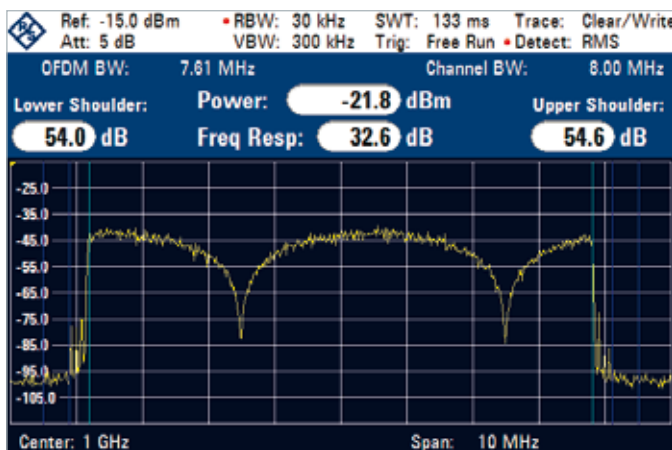 Ref: -15.0 dBm • RBW: 30 kHz SWT: 133 ms Trace: Clear/Write
Att: 5 dB VBW: 300 kHz Trig: Free Run • Detect: RMS
OFDM BW: 7.61 MHz Channel BW: 8.00 MHz
Lower Shoulder: Power: -21.8 dBm Upper Shoulder:
54.0 dB Freq Resp: 32.6 dB 54.6 dB
-25.0
-35.0
-45.0
-55.0
-65.0
-75.0
-85.0
-95.0
-105.0
Center: 1 GHz Span: 10 MHz